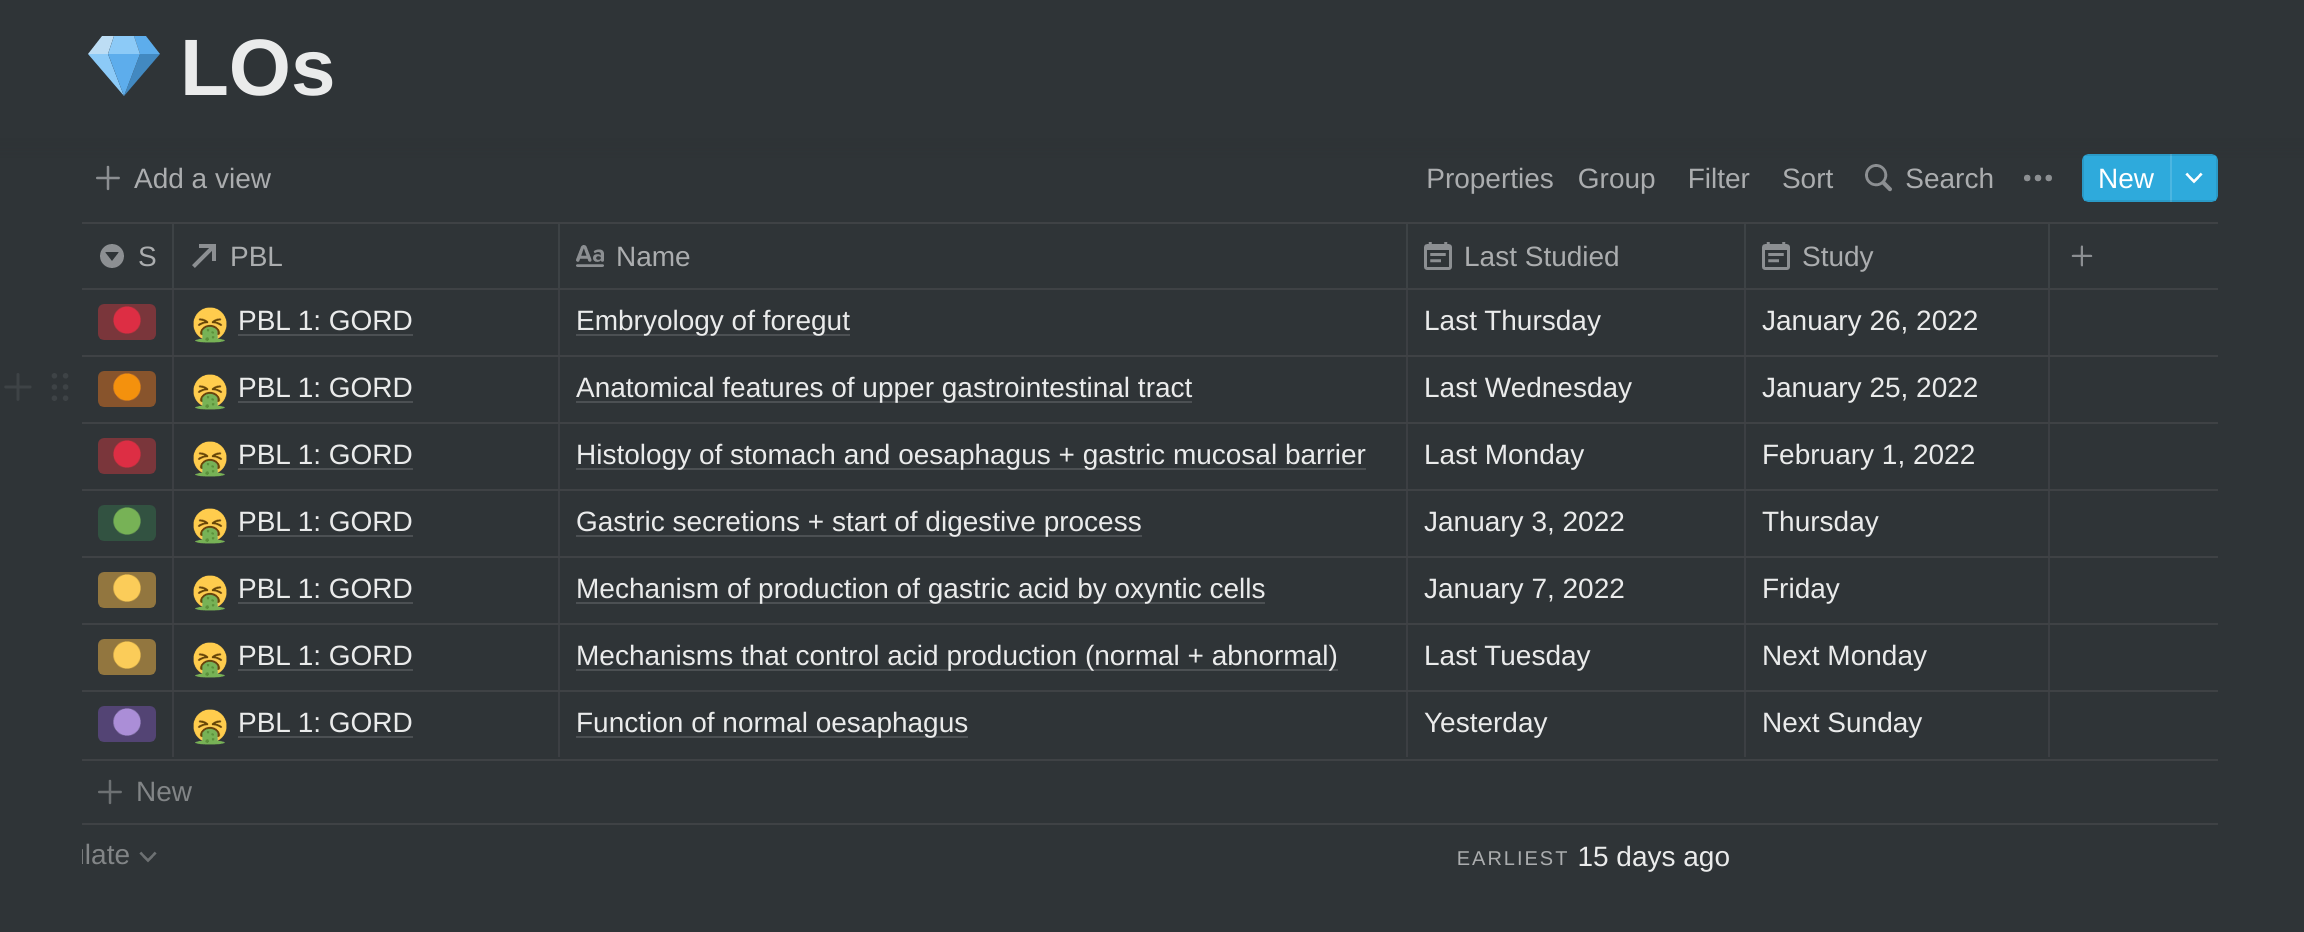 LOs
Add a view Properties Group Filter Sort Search New
S PBL Aa Name Last Studied Study
PBL 1: GORD Embryology of foregut Last Thursday January 26, 2022
PBL 1: GORD Anatomical features of upper gastrointestinal tract Last Wednesday January 25, 2022
PBL 1: GORD Histology of stomach and oesaphagus + gastric mucosal barrier Last Monday February 1, 2022
PBL 1: GORD Gastric secretions + start of digestive process January 3, 2022 Thursday
PBL 1: GORD Mechanism of production of gastric acid by oxyntic cells January 7, 2022 Friday
PBL 1: GORD Mechanisms that control acid production (normal + abnormal) Last Tuesday Next Monday
PBL 1: GORD Function of normal oesaphagus Yesterday Next Sunday
New
late EARLIEST 15 days ago